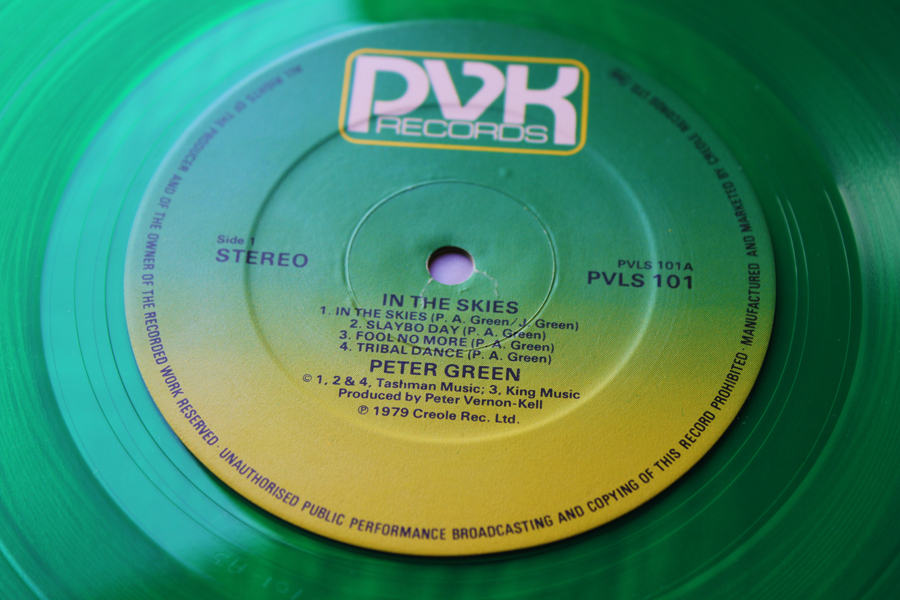 PVK
RECORDS
Side 1
STEREO
PVLS 101A
PVLS 101
IN THE SKIES
1. IN THE SKIES (P. A. Green/J. Green)
2. SLAYBO DAY (P. A. Green)
3. FOOL NO MORE (P. A. Green)
4. TRIBAL DANCE (P. A. Green)
PETER GREEN
© 1, 2 & 4, Tashman Music; 3, King Music
Produced by Peter Vernon-Kell
℗ 1979 Creole Rec. Ltd.
ALL RIGHTS OF THE PRODUCER AND OF THE OWNER OF THE RECORDED WORK RESERVED · UNAUTHORISED PUBLIC PERFORMANCE BROADCASTING AND COPYING OF THIS RECORD PROHIBITED · MANUFACTURED AND MARKETED BY CREOLE RECORDS LTD